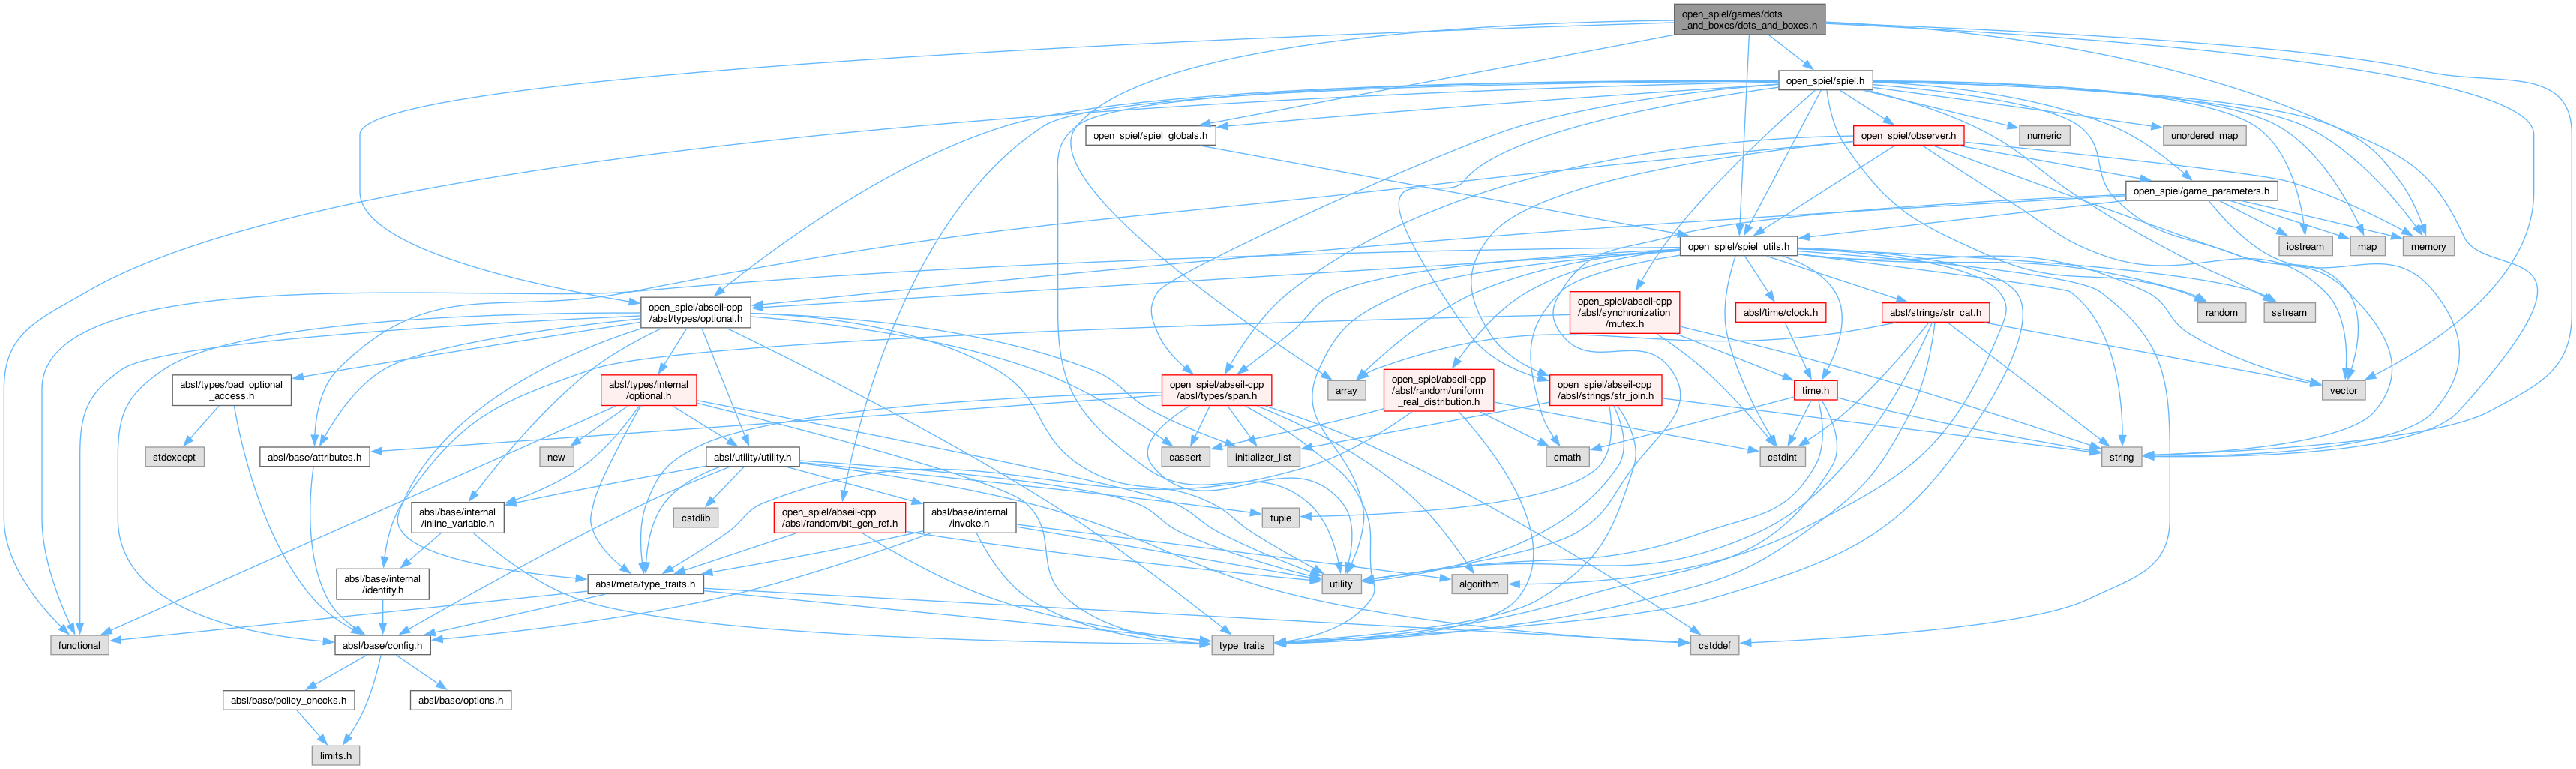 open_spiel/games/dots
_and_boxes/dots_and_boxes.h
open_spiel/spiel.h
open_spiel/spiel_globals.h
open_spiel/observer.h
numeric
unordered_map
open_spiel/game_parameters.h
open_spiel/spiel_utils.h
iostream
map
memory
open_spiel/abseil-cpp
/absl/types/optional.h
open_spiel/abseil-cpp
/absl/synchronization
/mutex.h
absl/time/clock.h
absl/strings/str_cat.h
random
sstream
absl/types/bad_optional
_access.h
absl/types/internal
/optional.h
open_spiel/abseil-cpp
/absl/types/span.h
array
open_spiel/abseil-cpp
/absl/random/uniform
_real_distribution.h
open_spiel/abseil-cpp
/absl/strings/str_join.h
time.h
vector
stdexcept
absl/base/attributes.h
new
absl/utility/utility.h
cassert
initializer_list
cmath
cstdint
string
absl/base/internal
/inline_variable.h
cstdlib
open_spiel/abseil-cpp
/absl/random/bit_gen_ref.h
absl/base/internal
/invoke.h
tuple
absl/base/internal
/identity.h
absl/meta/type_traits.h
utility
algorithm
functional
absl/base/config.h
type_traits
cstddef
absl/base/policy_checks.h
absl/base/options.h
limits.h